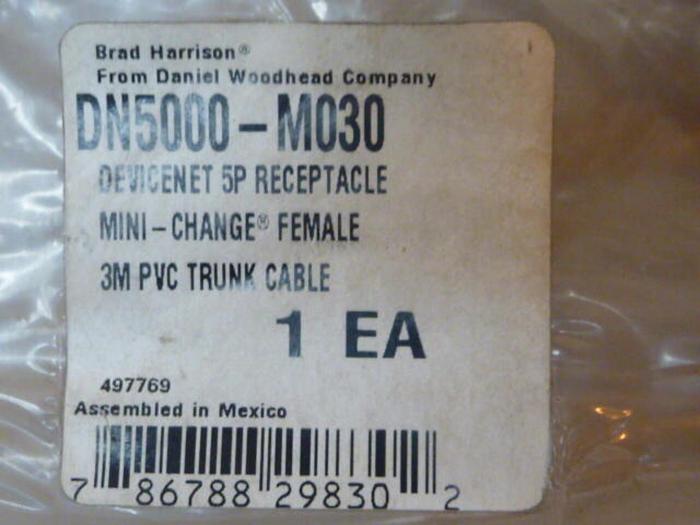 Brad Harrison®
From Daniel Woodhead Company
DN5000-M030
DEVICENET 5P RECEPTACLE
MINI-CHANGE® FEMALE
3M PVC TRUNK CABLE
1 EA
497769
Assembled in Mexico
7 86788 29830 2